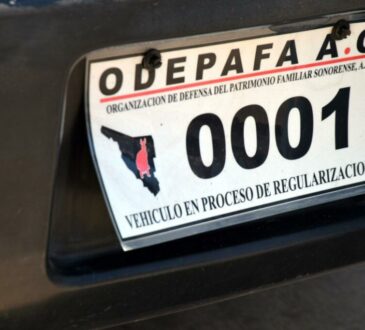 ODEPAFA A.C
ORGANIZACION DE DEFENSA DEL PATRIMONIO FAMILIAR SONORENSE, A.
0001
VEHICULO EN PROCESO DE REGULARIZACIO